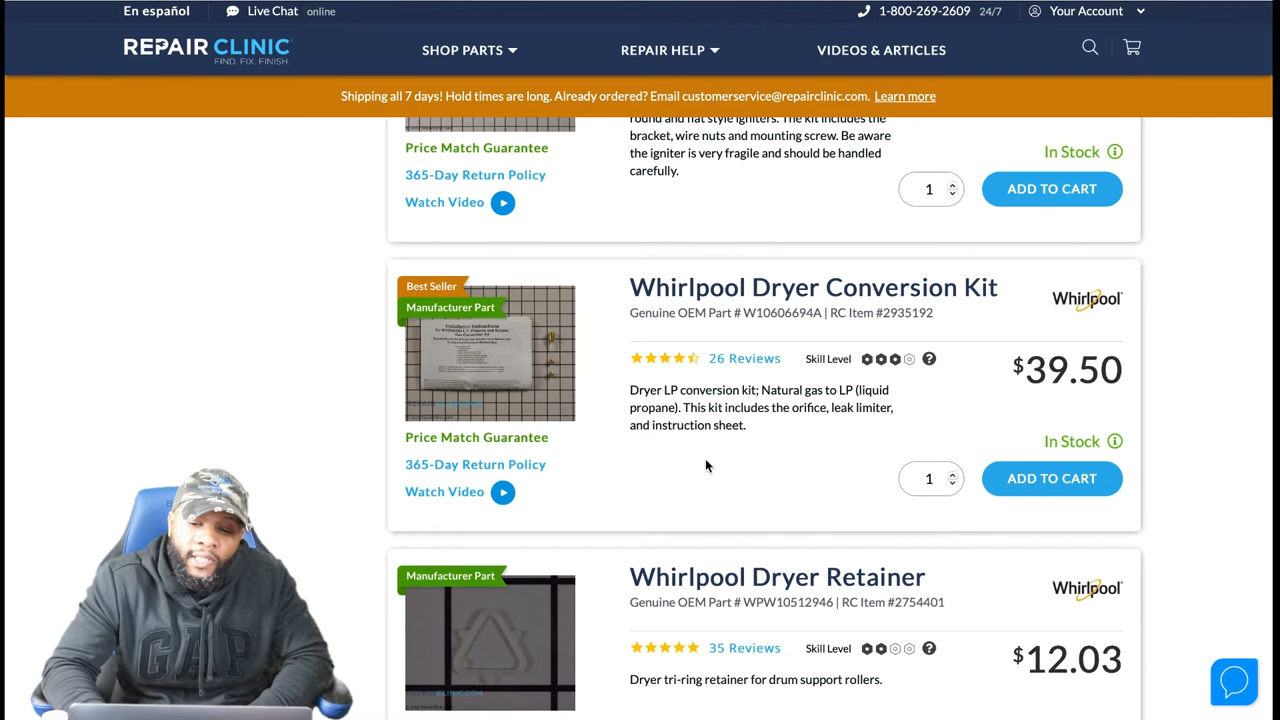 En español
Live Chat online
1-800-269-2609 24/7
Your Account
REPAIR CLINIC
FIND. FIX. FINISH.
SHOP PARTS
REPAIR HELP
VIDEOS & ARTICLES
Shipping all 7 days! Hold times are long. Already ordered? Email customerservice@repairclinic.com. Learn more
round and flat style igniters. The kit includes the
bracket, wire nuts and mounting screw. Be aware
the igniter is very fragile and should be handled
carefully.
Price Match Guarantee
365-Day Return Policy
Watch Video
In Stock
1
ADD TO CART
Best Seller
Manufacturer Part
Installation Instructions
Whirlpool Dryer Conversion Kit
Genuine OEM Part # W10606694A | RC Item #2935192
Whirlpool
26 Reviews
Skill Level
?
$39.50
Dryer LP conversion kit; Natural gas to LP (liquid
propane). This kit includes the orifice, leak limiter,
and instruction sheet.
Price Match Guarantee
365-Day Return Policy
Watch Video
In Stock
1
ADD TO CART
Manufacturer Part
REPAIRCLINIC.COM
Whirlpool Dryer Retainer
Genuine OEM Part # WPW10512946 | RC Item #2754401
Whirlpool
35 Reviews
Skill Level
?
$12.03
Dryer tri-ring retainer for drum support rollers.
GAP